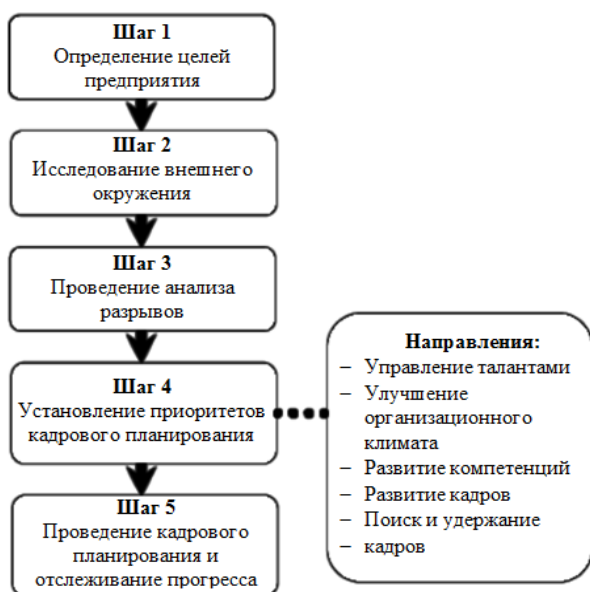 Шаг 1
Определение целей
предприятия
Шаг 2
Исследование внешнего
окружения
Шаг 3
Проведение анализа
разрывов
Шаг 4
Установление приоритетов
кадрового планирования
Шаг 5
Проведение кадрового
планирования и
отслеживание прогресса
Направления:
– Управление талантами
– Улучшение
организационного
климата
– Развитие компетенций
– Развитие кадров
– Поиск и удержание
– кадров